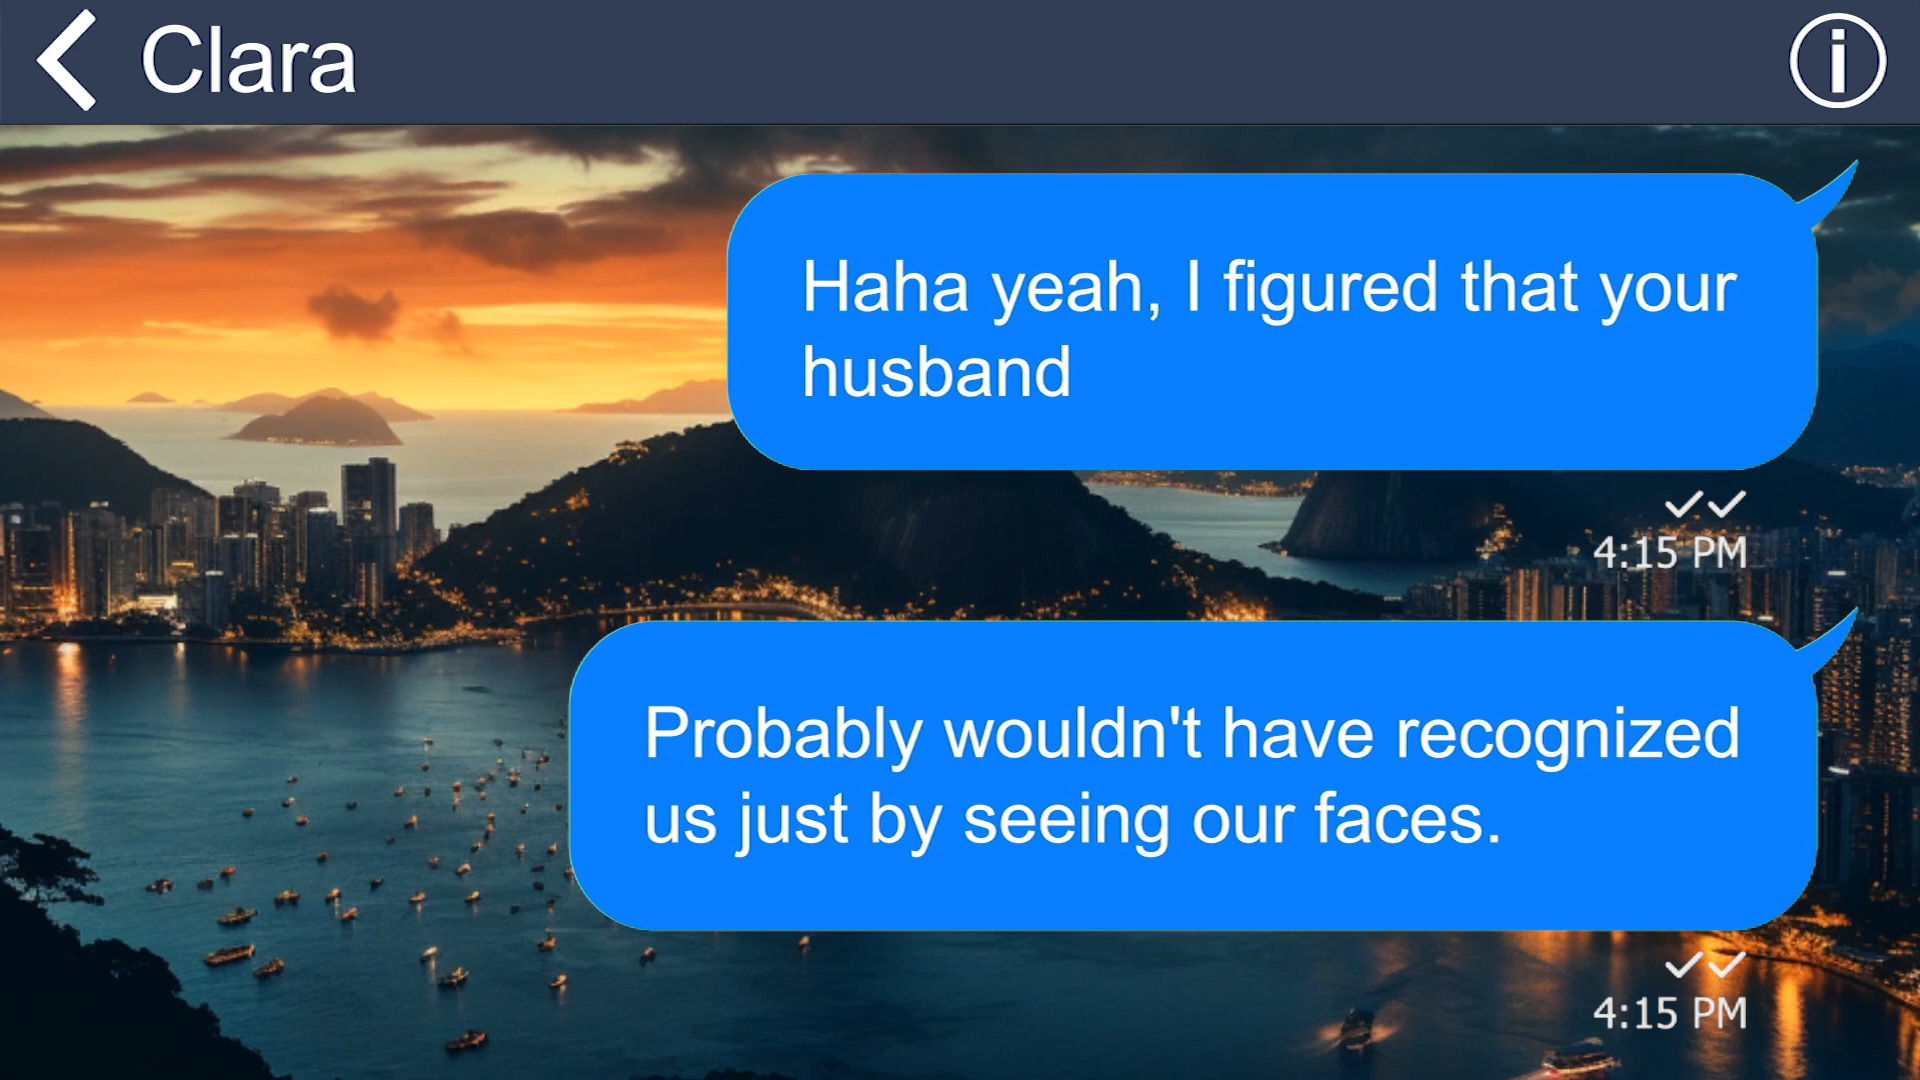 Clara
Haha yeah, I figured that your
husband
4:15 PM
Probably wouldn't have recognized
us just by seeing our faces.
4:15 PM